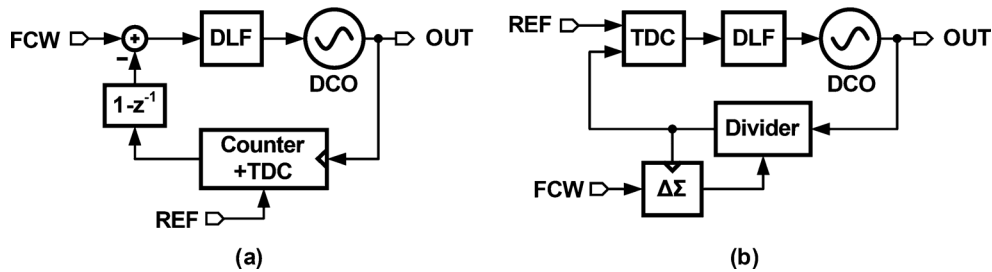 FCW
DLF
OUT
DCO
1-z⁻¹
Counter
+TDC
REF
(a)
REF
TDC
DLF
OUT
DCO
Divider
FCW
ΔΣ
(b)